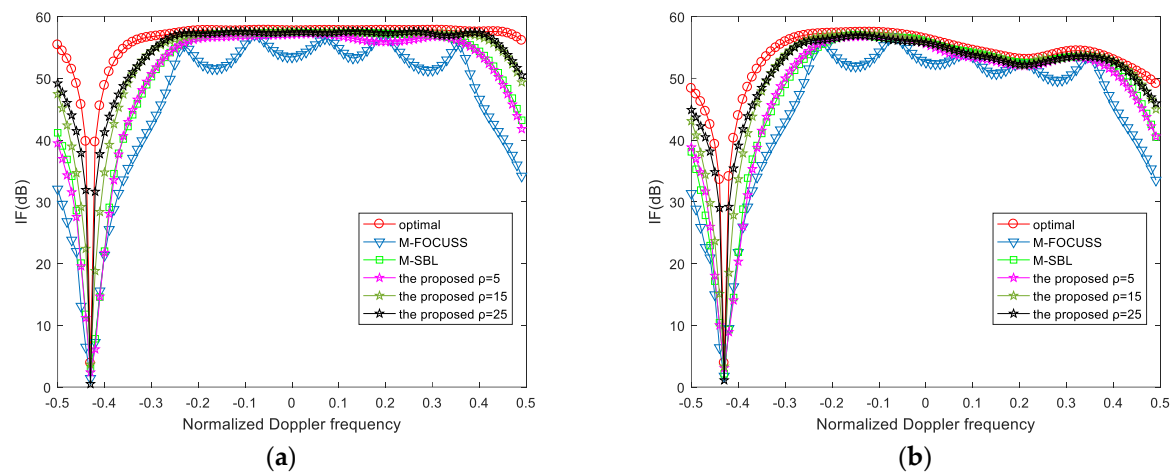 60
50
40
30
20
10
0
IF(dB)
-0.5 -0.4 -0.3 -0.2 -0.1 0 0.1 0.2 0.3 0.4 0.5
Normalized Doppler frequency
optimal
M-FOCUSS
M-SBL
the proposed ρ=5
the proposed ρ=15
the proposed ρ=25
(a)
60
50
40
30
20
10
0
IF(dB)
-0.5 -0.4 -0.3 -0.2 -0.1 0 0.1 0.2 0.3 0.4 0.5
Normalized Doppler frequency
optimal
M-FOCUSS
M-SBL
the proposed ρ=5
the proposed ρ=15
the proposed ρ=25
(b)